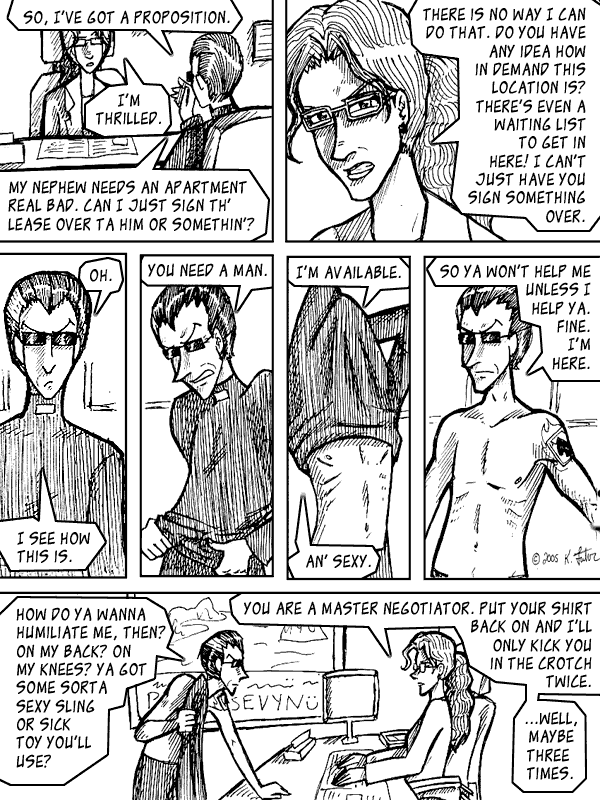 SO, I'VE GOT A PROPOSITION.
I'M
THRILLED.
MY NEPHEW NEEDS AN APARTMENT
REAL BAD. CAN I JUST SIGN TH'
LEASE OVER TA HIM OR SOMETHIN'?
THERE IS NO WAY I CAN
DO THAT. DO YOU HAVE
ANY IDEA HOW
IN DEMAND THIS
LOCATION IS?
THERE'S EVEN A
WAITING LIST
TO GET IN
HERE! I CAN'T
JUST HAVE YOU
SIGN SOMETHING
OVER.
OH.
I SEE HOW
THIS IS.
YOU NEED A MAN.
I'M AVAILABLE.
AN' SEXY.
SO YA WON'T HELP ME
UNLESS I
HELP YA.
FINE.
I'M
HERE.
© 2005 K.
HOW DO YA WANNA
HUMILIATE ME, THEN?
ON MY BACK? ON
MY KNEES? YA GOT
SOME SORTA
SEXY SLING
OR SICK
TOY YOU'LL
USE?
YOU ARE A MASTER NEGOTIATOR. PUT YOUR SHIRT
BACK ON AND I'LL
ONLY KICK YOU
IN THE CROTCH
TWICE.
...WELL,
MAYBE
THREE
TIMES.
SEVYN